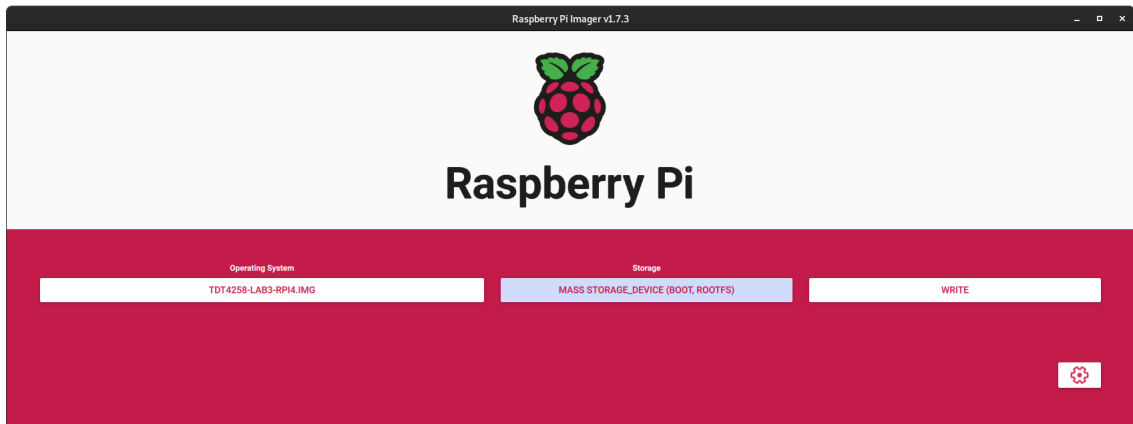 Raspberry Pi Imager v1.7.3
Raspberry Pi
Operating System
Storage
TDT4258-LAB3-RPI4.IMG
MASS STORAGE_DEVICE (BOOT, ROOTFS)
WRITE